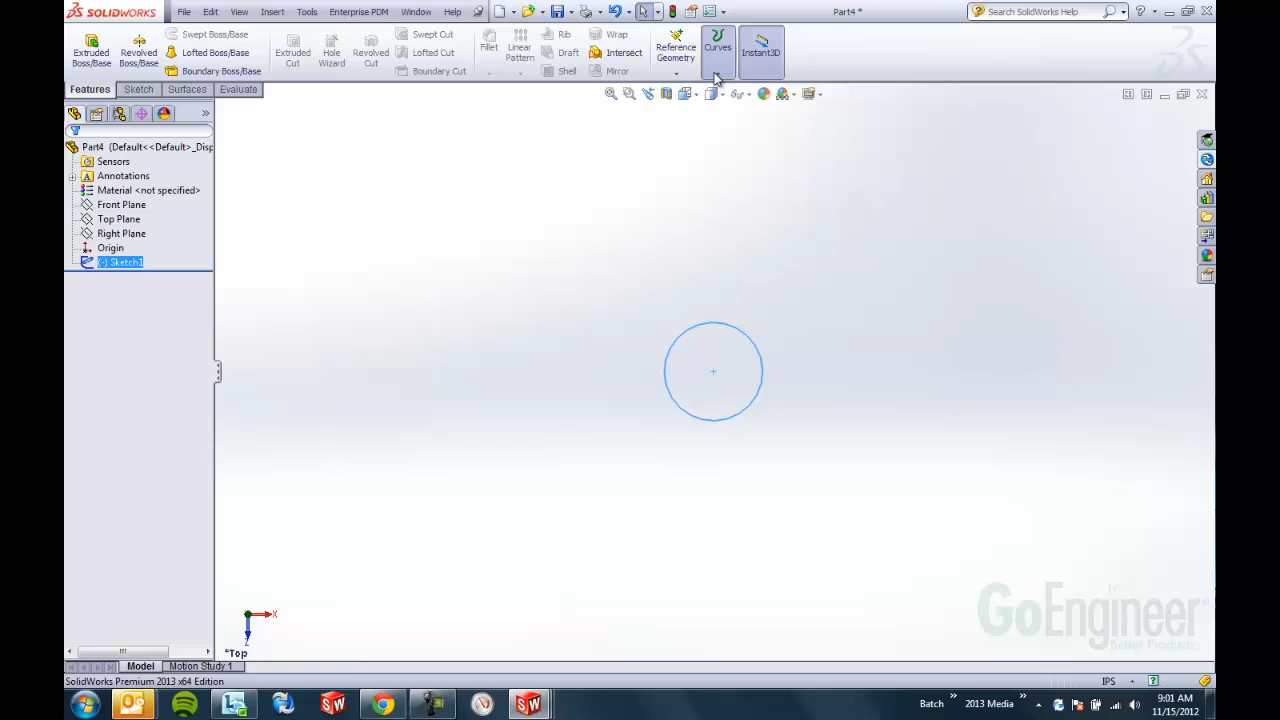 SOLIDWORKS File Edit View Insert Tools Enterprise PDM Window Help Part4 * Search SolidWorks Help
Extruded Boss/Base
Revolved Boss/Base
Swept Boss/Base
Lofted Boss/Base
Boundary Boss/Base
Extruded Cut
Hole Wizard
Revolved Cut
Swept Cut
Lofted Cut
Boundary Cut
Fillet
Linear Pattern
Rib
Draft
Shell
Wrap
Intersect
Mirror
Reference Geometry
Curves
Instant3D
Features Sketch Surfaces Evaluate
Part4 (Default<<Default>_Disp
Sensors
Annotations
Material <not specified>
Front Plane
Top Plane
Right Plane
Origin
(-) Sketch1
X
Z
*Top
GoEngineer
Better Products
Model Motion Study 1
SolidWorks Premium 2013 x64 Edition IPS
Batch 2013 Media 9:01 AM
11/15/2012